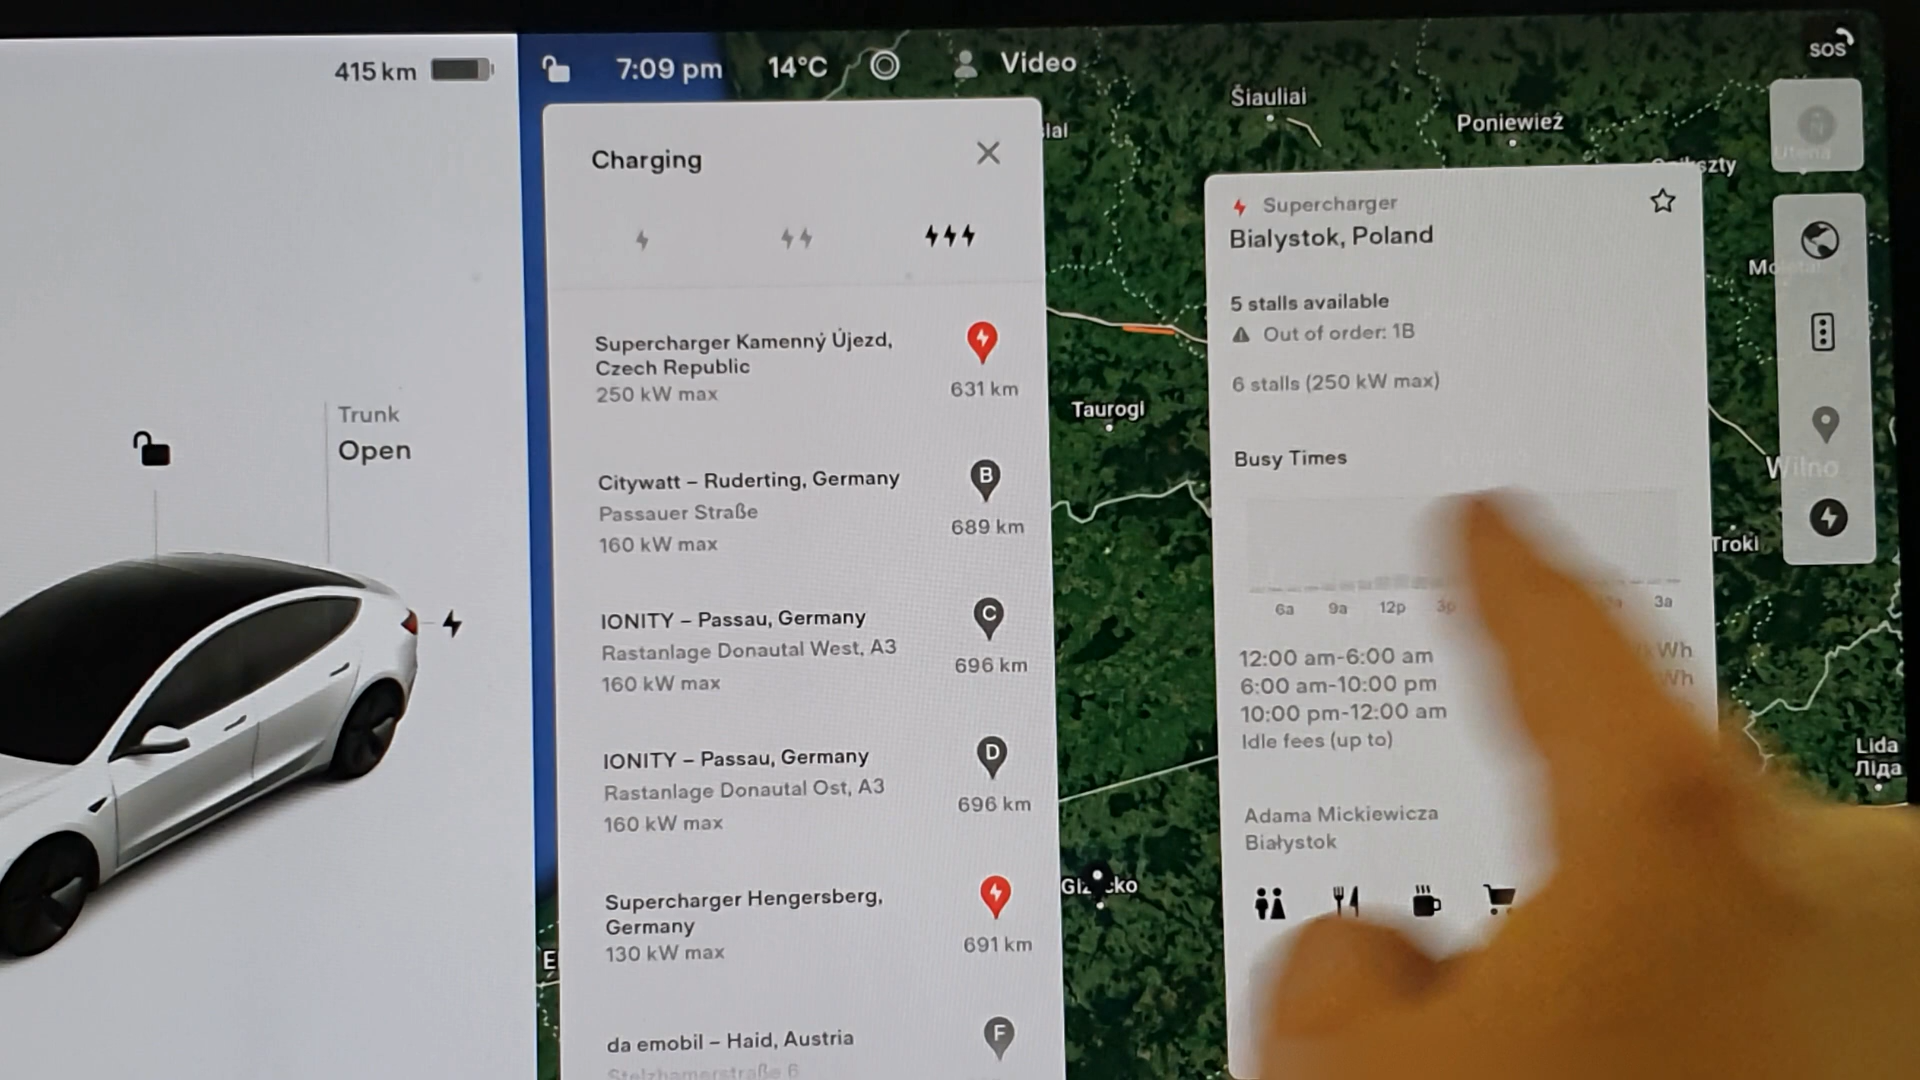 415 km
7:09 pm
14°C
Video
SOS
Trunk
Open
Charging
Supercharger Kamenný Újezd,
Czech Republic
250 kW max
631 km
Citywatt – Ruderting, Germany
Passauer Straße
160 kW max
B
689 km
IONITY – Passau, Germany
Rastanlage Donautal West, A3
160 kW max
C
696 km
IONITY – Passau, Germany
Rastanlage Donautal Ost, A3
160 kW max
D
696 km
Supercharger Hengersberg,
Germany
130 kW max
691 km
da emobil – Haid, Austria
Stelzhamerstraße 6
F
Šiauliai
Poniewież
Taurogi
Wilno
Troki
Lida
Ліда
Supercharger
Bialystok, Poland
5 stalls available
Out of order: 1B
6 stalls (250 kW max)
Busy Times
6a 9a 12p 3p 3a
12:00 am-6:00 am
6:00 am-10:00 pm
10:00 pm-12:00 am
Idle fees (up to)
Adama Mickiewicza
Białystok